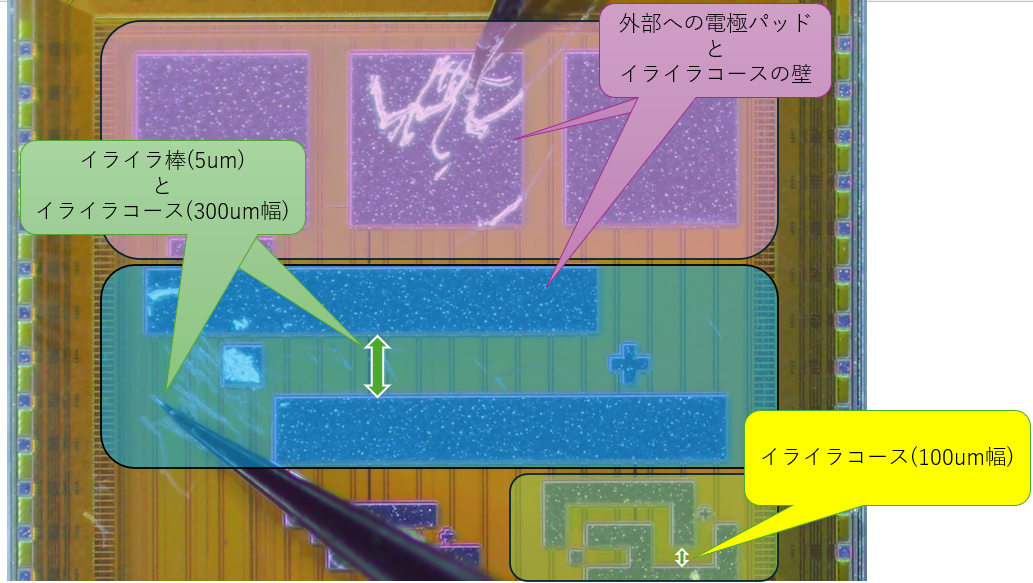 外部への電極パッド
と
イライラコースの壁
イライラ棒(5um)
と
イライラコース(300um幅)
イライラコース(100um幅)